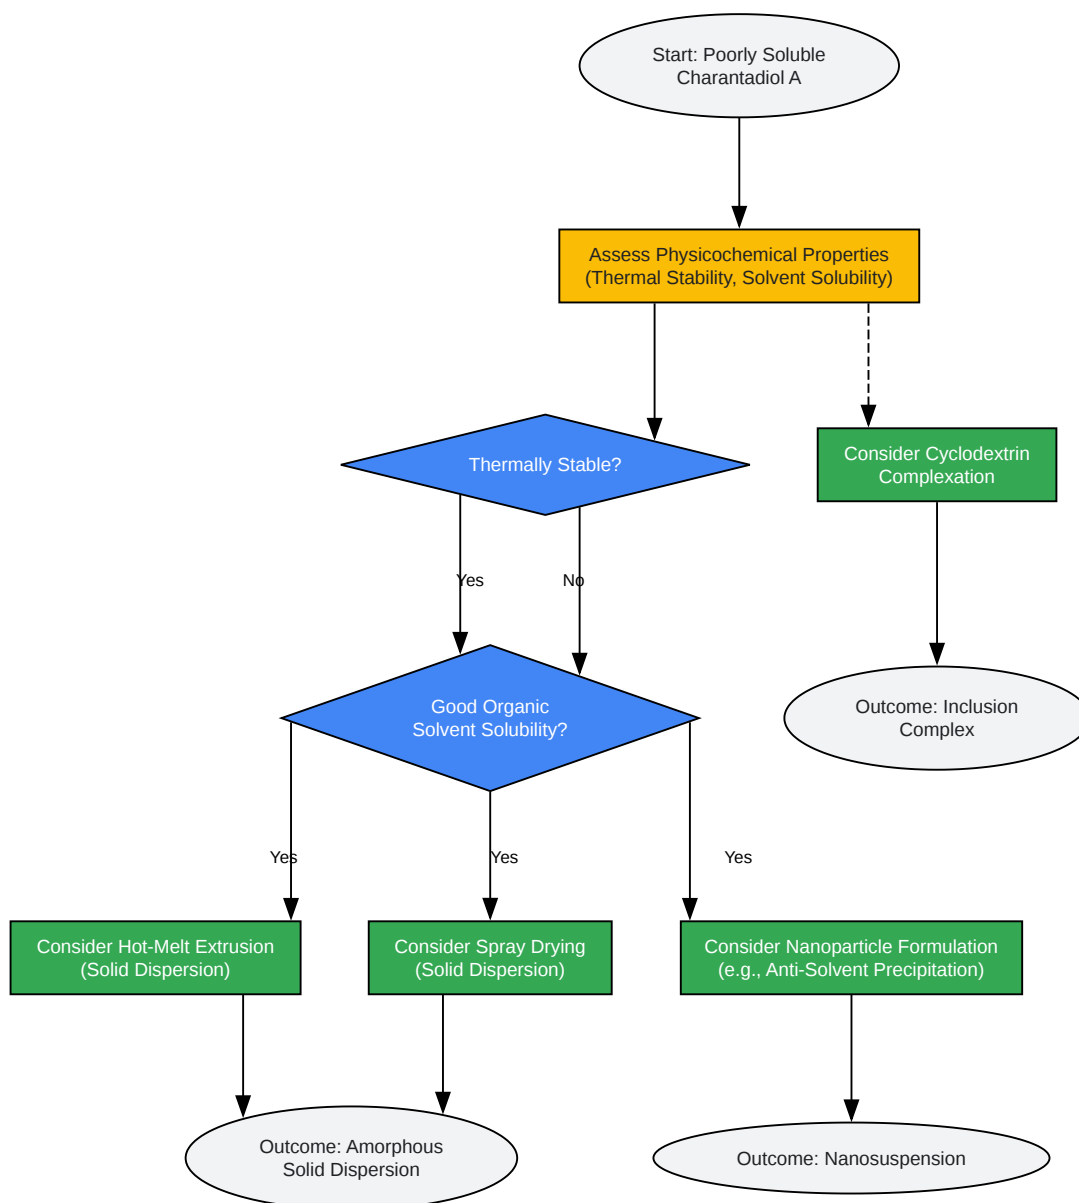 Start: Poorly Soluble
Charantadiol A
Assess Physicochemical Properties
(Thermal Stability, Solvent Solubility)
Thermally Stable?
Consider Cyclodextrin
Complexation
Yes
No
Good Organic
Solvent Solubility?
Outcome: Inclusion
Complex
Yes
Yes
Yes
Consider Hot-Melt Extrusion
(Solid Dispersion)
Consider Spray Drying
(Solid Dispersion)
Consider Nanoparticle Formulation
(e.g., Anti-Solvent Precipitation)
Outcome: Amorphous
Solid Dispersion
Outcome: Nanosuspension